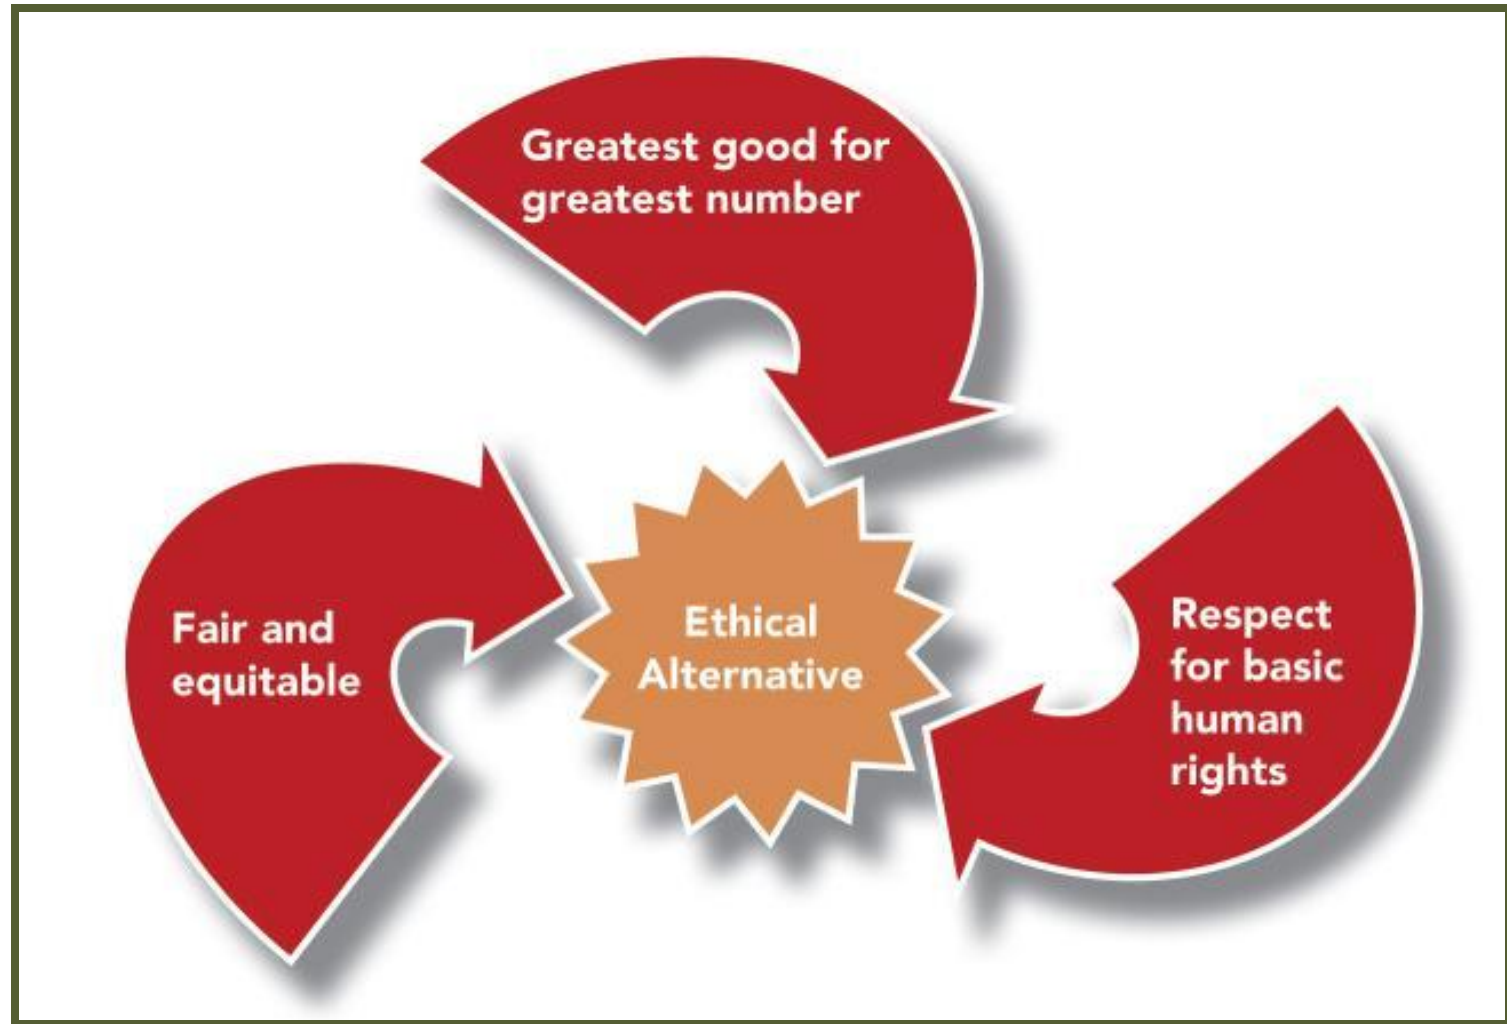 Greatest good for
greatest number
Fair and
equitable
Ethical
Alternative
Respect
for basic
human
rights